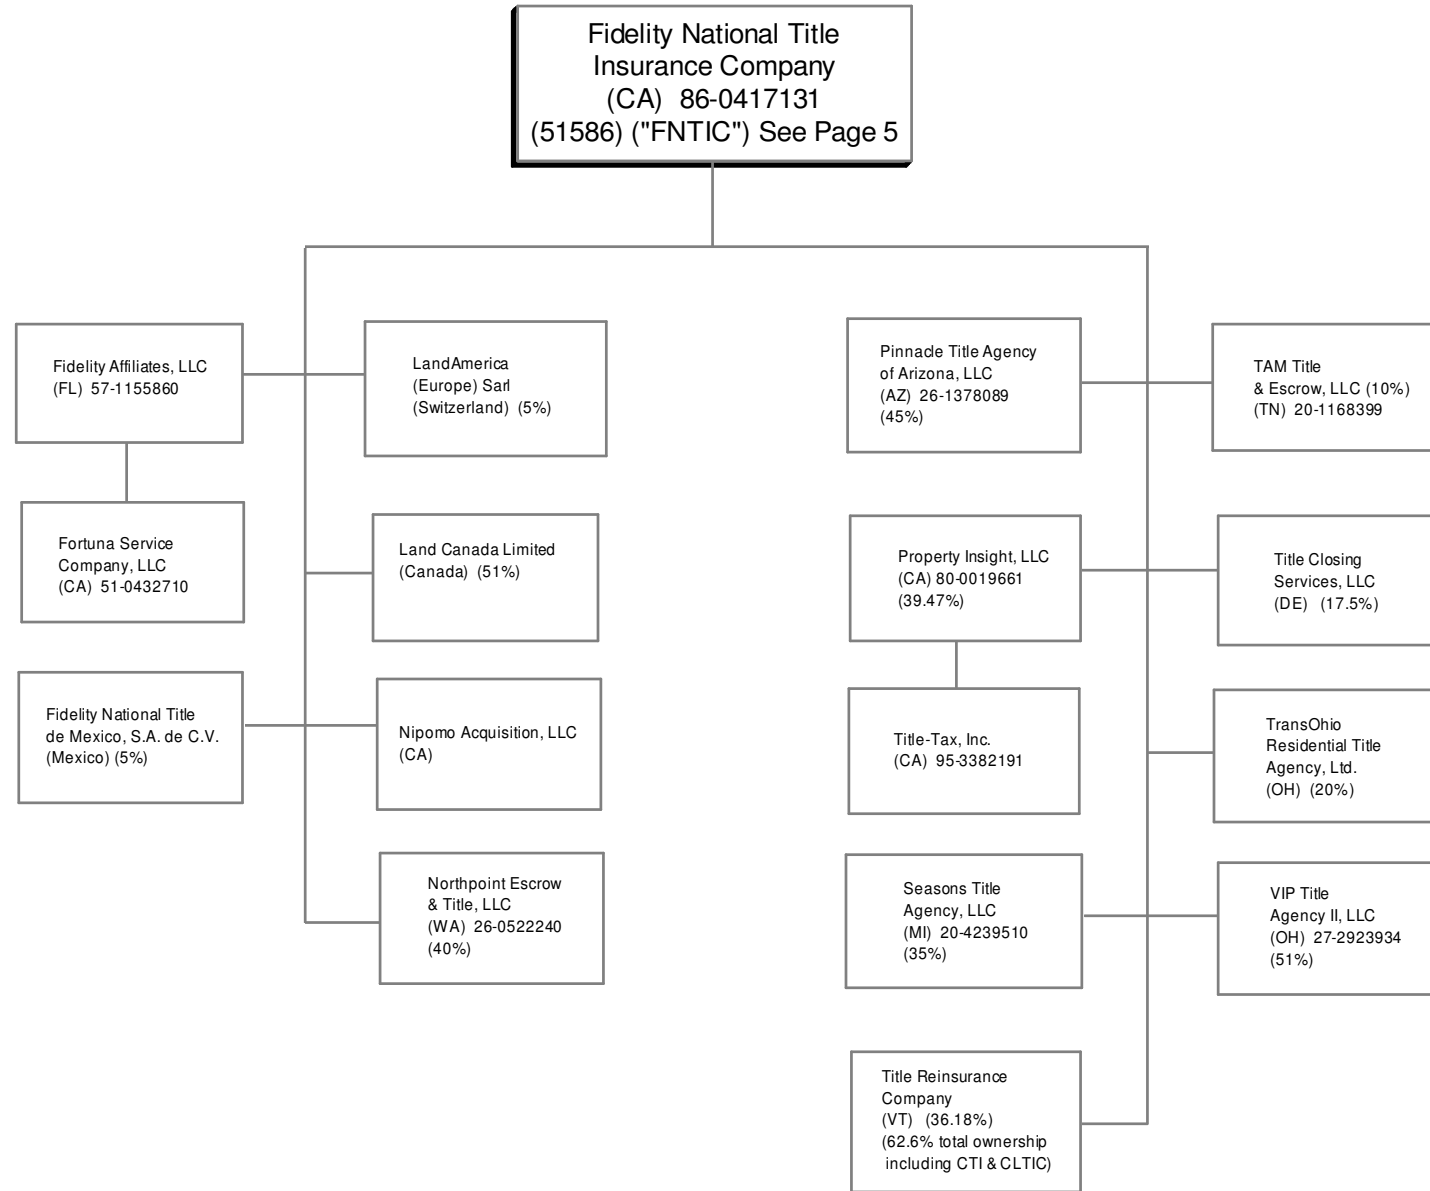 Fidelity National Title
Insurance Company
(CA) 86-0417131
(51586) ("FNTIC") See Page 5
Fidelity Affiliates, LLC
(FL) 57-1155860
LandAmerica
(Europe) Sarl
(Switzerland) (5%)
Pinnacle Title Agency
of Arizona, LLC
(AZ) 26-1378089
(45%)
TAM Title
& Escrow, LLC (10%)
(TN) 20-1168399
Fortuna Service
Company, LLC
(CA) 51-0432710
Land Canada Limited
(Canada) (51%)
Property Insight, LLC
(CA) 80-0019661
(39.47%)
Title Closing
Services, LLC
(DE) (17.5%)
Fidelity National Title
de Mexico, S.A. de C.V.
(Mexico) (5%)
Nipomo Acquisition, LLC
(CA)
Title-Tax, Inc.
(CA) 95-3382191
TransOhio
Residential Title
Agency, Ltd.
(OH) (20%)
Northpoint Escrow
& Title, LLC
(WA) 26-0522240
(40%)
Seasons Title
Agency, LLC
(MI) 20-4239510
(35%)
VIP Title
Agency II, LLC
(OH) 27-2923934
(51%)
Title Reinsurance
Company
(VT) (36.18%)
(62.6% total ownership
including CTI & CLTIC)